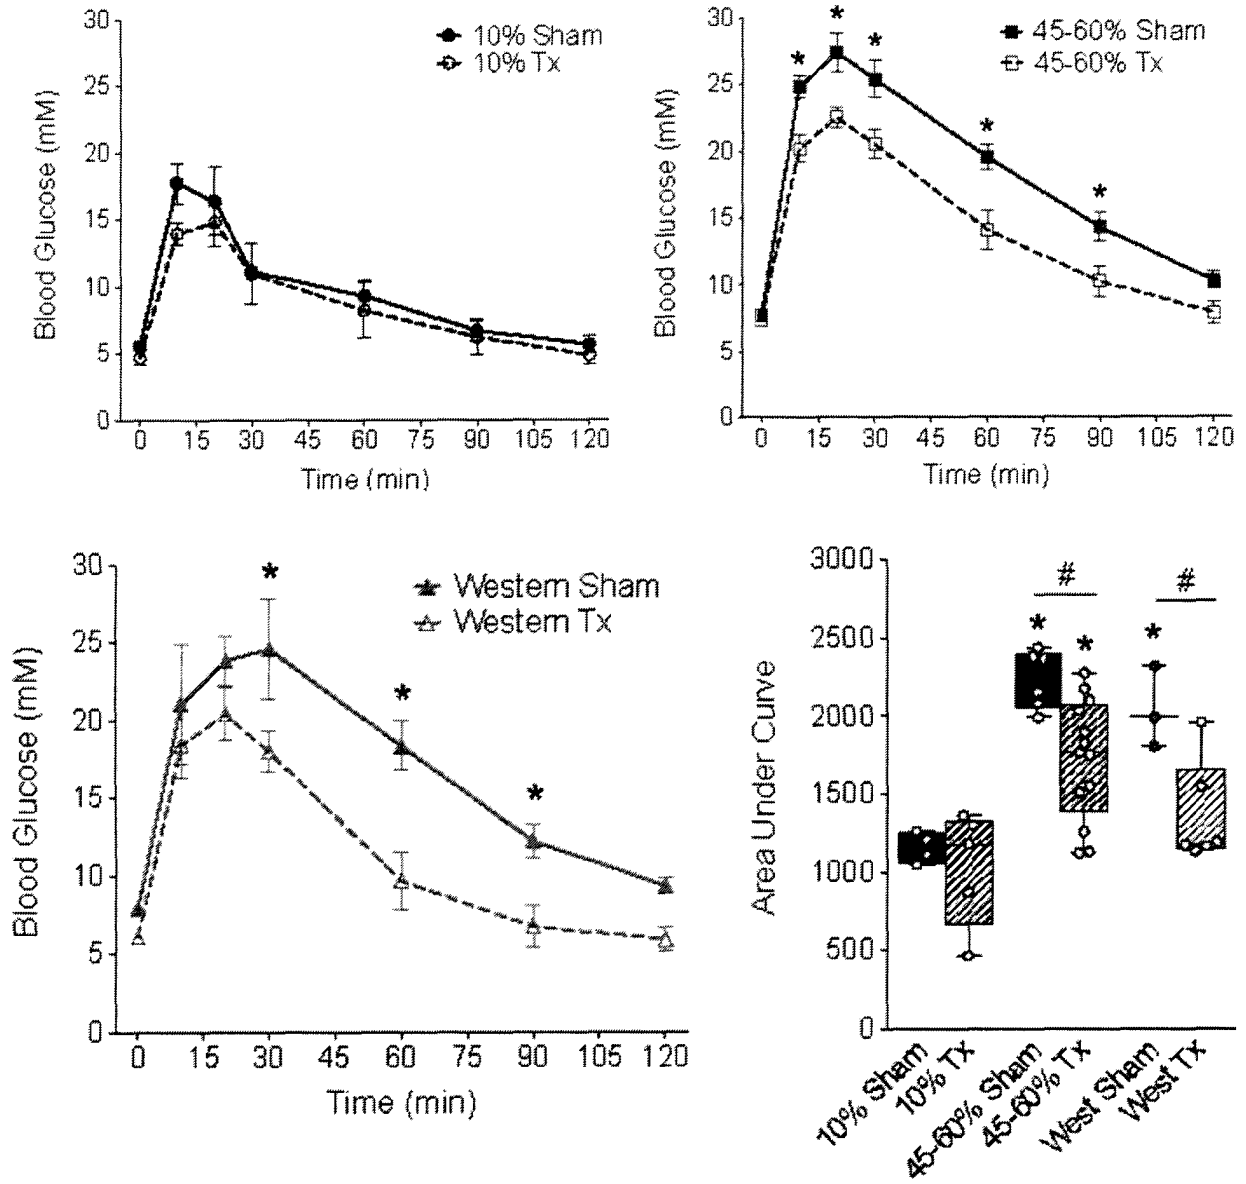 30
25
20
15
10
5
0
Blood Glucose (mM)
10% Sham
10% Tx
0 15 30 45 60 75 90 105 120
Time (min)
30
25
20
15
10
5
0
Blood Glucose (mM)
* * * * *
45-60% Sham
45-60% Tx
0 15 30 45 60 75 90 105 120
Time (min)
30
25
20
15
10
5
0
Blood Glucose (mM)
* * * *
Western Sham
Western Tx
0 15 30 45 60 75 90 105 120
Time (min)
3000
2500
2000
1500
1000
500
0
Area Under Curve
# #
* * *
10% Sham
10% Tx
45-60% Sham
45-60% Tx
West Sham
West Tx